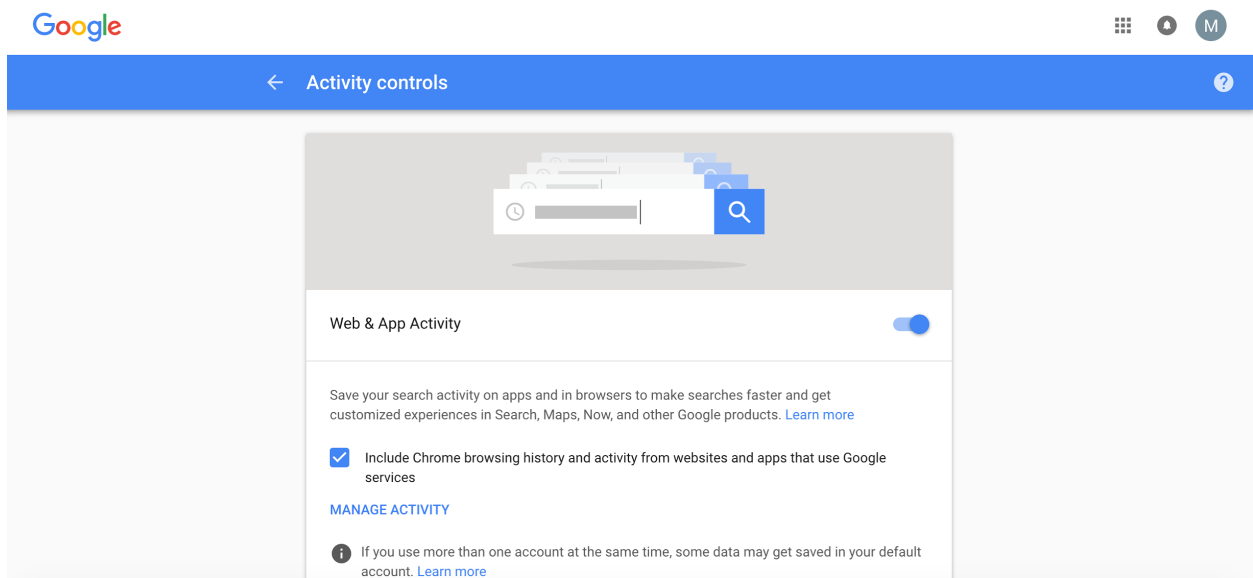 Google
M
Activity controls
?
Web & App Activity
Save your search activity on apps and in browsers to make searches faster and get
customized experiences in Search, Maps, Now, and other Google products. Learn more
Include Chrome browsing history and activity from websites and apps that use Google
services
MANAGE ACTIVITY
If you use more than one account at the same time, some data may get saved in your default
account. Learn more